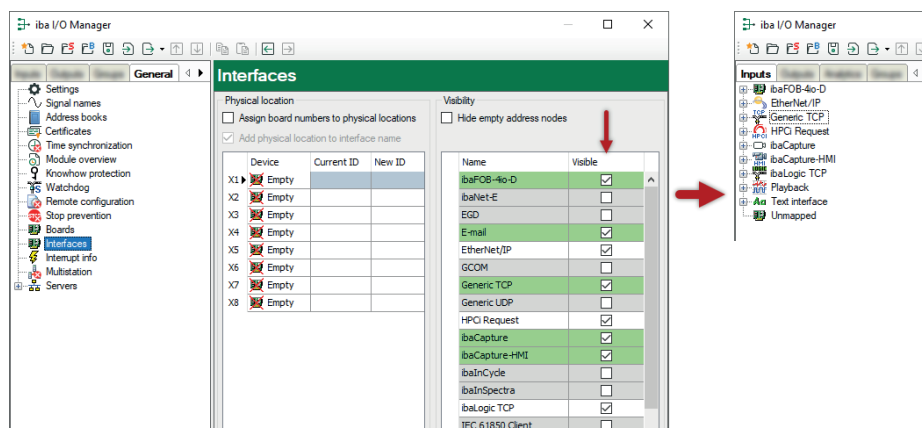 iba I/O Manager
General
Settings
Signal names
Address books
Certificates
Time synchronization
Module overview
Knowhow protection
Watchdog
Remote configuration
Stop prevention
Boards
Interfaces
Interrupt info
Multistation
Servers
Interfaces
Physical location
Assign board numbers to physical locations
Add physical location to interface name
Device Current ID New ID
X1 Empty
X2 Empty
X3 Empty
X4 Empty
X5 Empty
X6 Empty
X7 Empty
X8 Empty
Visibility
Hide empty address nodes
Name Visible
ibaFOB-4io-D
ibaNet-E
EGD
E-mail
EtherNet/IP
GCOM
Generic TCP
Generic UDP
HPCi Request
ibaCapture
ibaCapture-HMI
ibaInCycle
ibaInSpectra
ibaLogic TCP
IEC 61850 Client
iba I/O Manager
Inputs
ibaFOB-4io-D
EtherNet/IP
Generic TCP
HPCi Request
ibaCapture
ibaCapture-HMI
ibaLogic TCP
Playback
Text interface
Unmapped